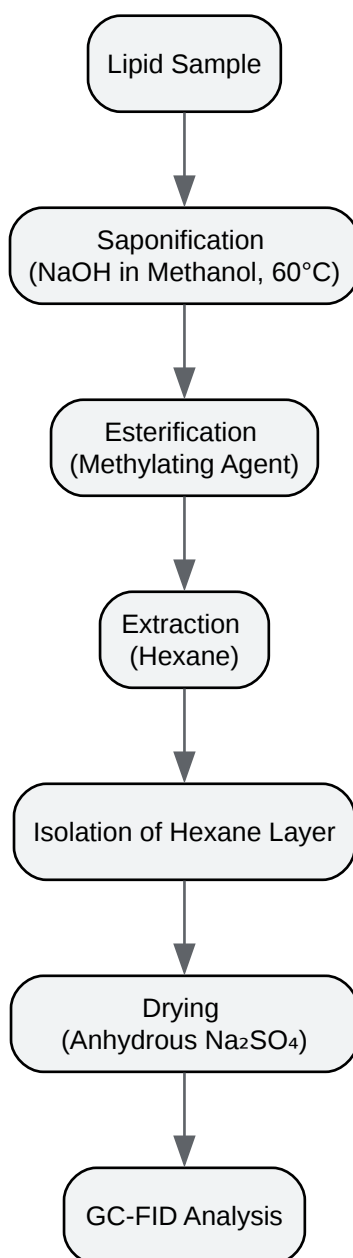 Lipid Sample
Saponification
(NaOH in Methanol, 60°C)
Esterification
(Methylating Agent)
Extraction
(Hexane)
Isolation of Hexane Layer
Drying
(Anhydrous Na₂SO₄)
GC-FID Analysis